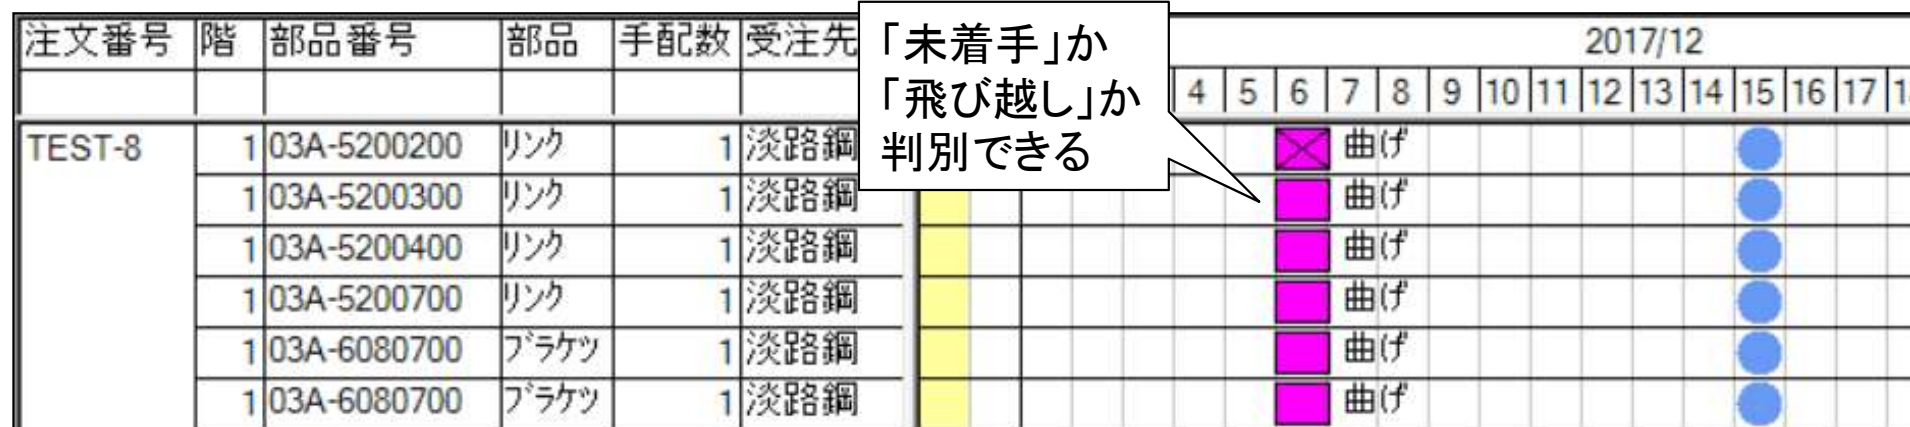 注文番号 階 部品番号 部品 手配数 受注先
「未着手」か
「飛び越し」か
判別できる
2017/12
4 5 6 7 8 9 10 11 12 13 14 15 16 17
TEST-8 1 03A-5200200 リンク 1 淡路鋼 曲げ
1 03A-5200300 リンク 1 淡路鋼 曲げ
1 03A-5200400 リンク 1 淡路鋼 曲げ
1 03A-5200700 リンク 1 淡路鋼 曲げ
1 03A-6080700 ブラケツ 1 淡路鋼 曲げ
1 03A-6080700 ブラケツ 1 淡路鋼 曲げ